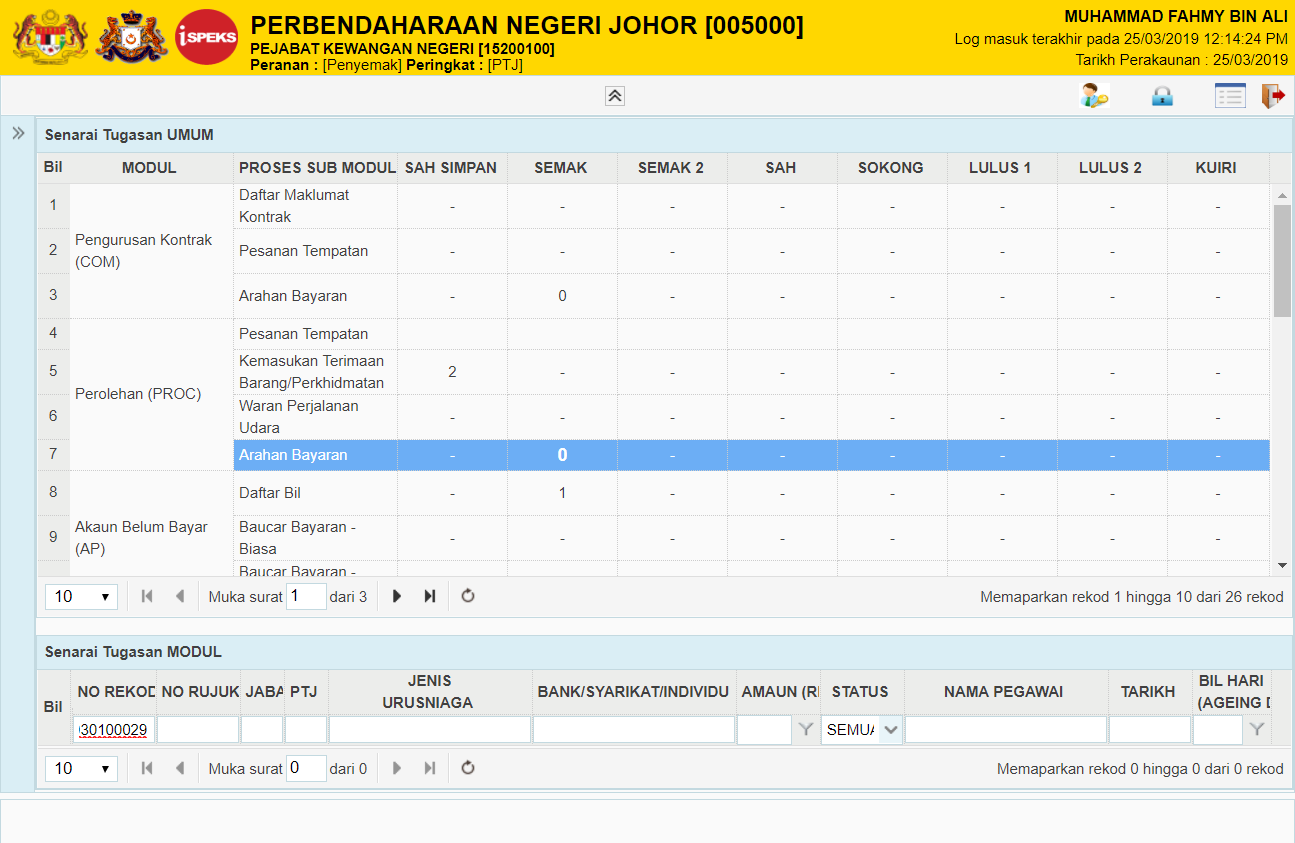 iSPEKS
PERBENDAHARAAN NEGERI JOHOR [005000]
PEJABAT KEWANGAN NEGERI [15200100]
Peranan : [Penyemak] Peringkat : [PTJ]
MUHAMMAD FAHMY BIN ALI
Log masuk terakhir pada 25/03/2019 12:14:24 PM
Tarikh Perakaunan : 25/03/2019
Senarai Tugasan UMUM
Bil MODUL PROSES SUB MODUL SAH SIMPAN SEMAK SEMAK 2 SAH SOKONG LULUS 1 LULUS 2 KUIRI
1 Daftar Maklumat Kontrak - - - - - - - -
Pengurusan Kontrak (COM)
2 Pesanan Tempatan - - - - - - - -
3 Arahan Bayaran - 0 - - - - - -
4 Pesanan Tempatan
5 Kemasukan Terimaan Barang/Perkhidmatan 2 - - - - - - -
Perolehan (PROC)
6 Waran Perjalanan Udara - - - - - - - -
7 Arahan Bayaran - 0 - - - - - -
8 Daftar Bil - 1 - - - - - -
Akaun Belum Bayar (AP)
9 Baucar Bayaran - Biasa - - - - - - - -
Baucar Bayaran -
10 Muka surat 1 dari 3 Memaparkan rekod 1 hingga 10 dari 26 rekod
Senarai Tugasan MODUL
Bil NO REKOD NO RUJUK JABA PTJ JENIS URUSNIAGA BANK/SYARIKAT/INDIVIDU AMAUN (R STATUS NAMA PEGAWAI TARIKH BIL HARI (AGEING D
30100029 SEMUA
10 Muka surat 0 dari 0 Memaparkan rekod 0 hingga 0 dari 0 rekod